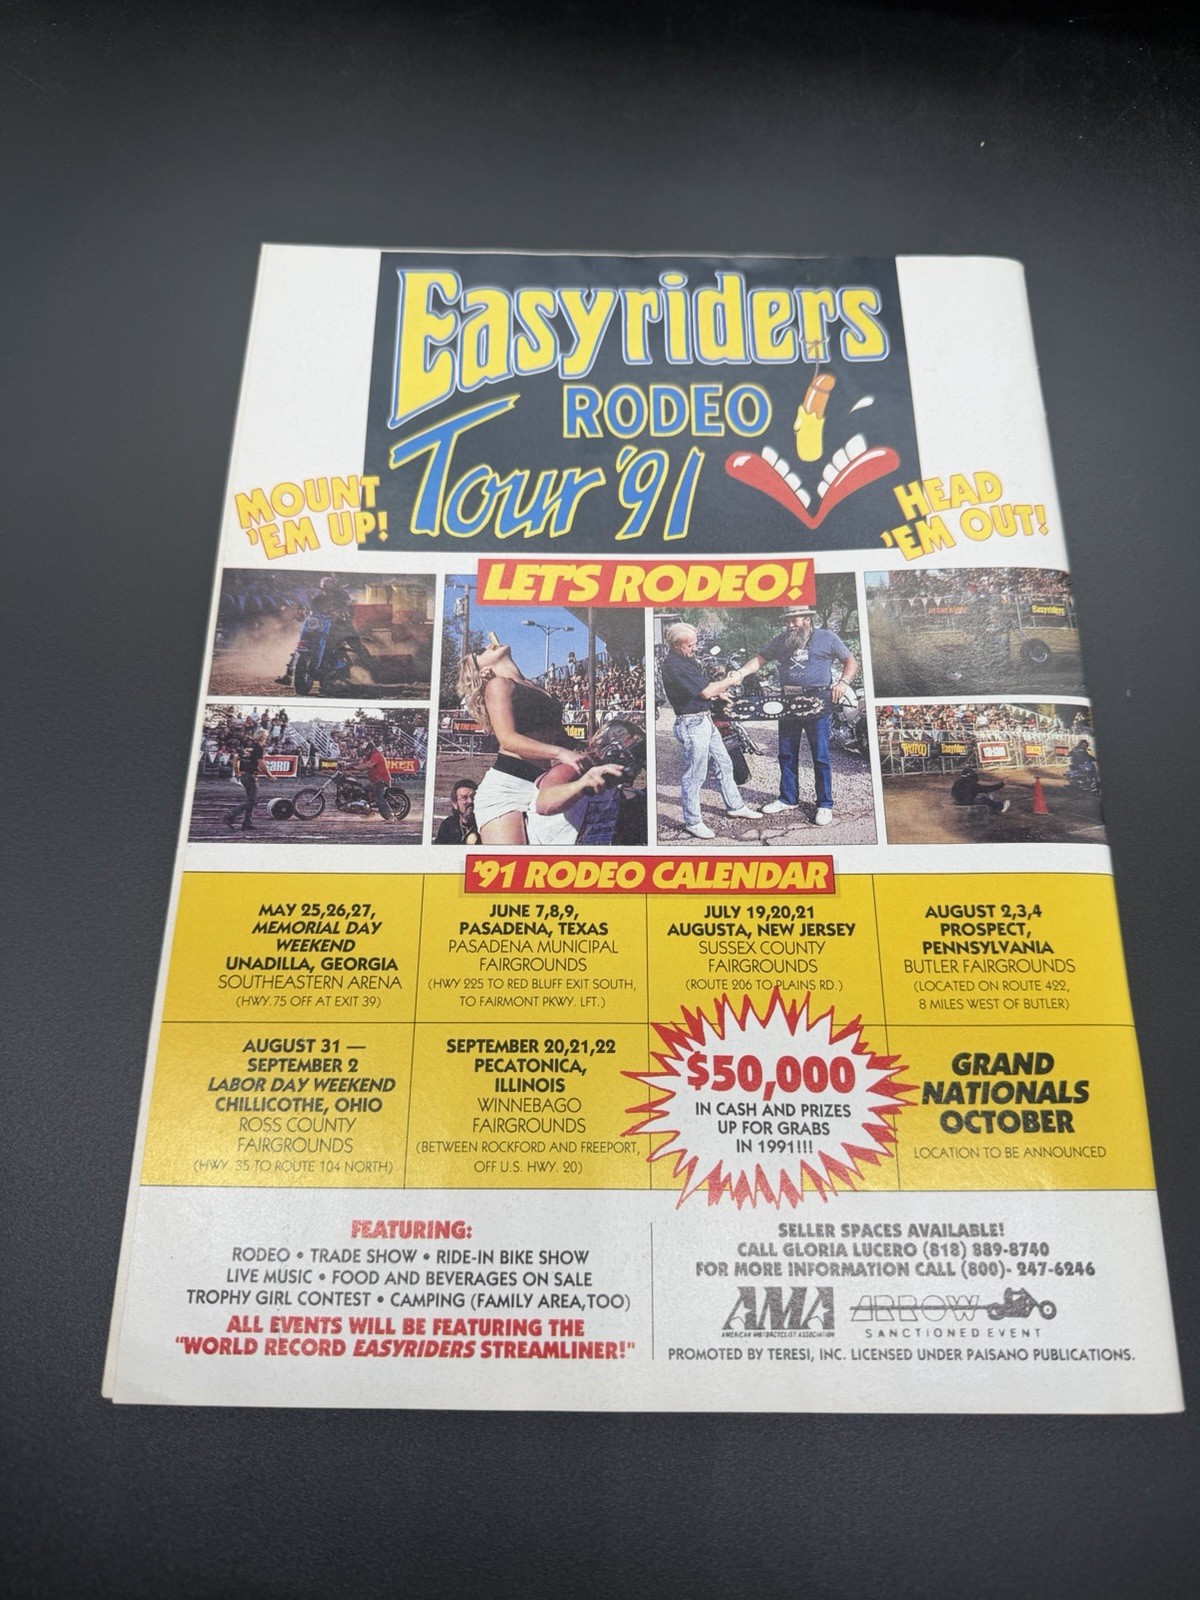 Easyriders
RODEO
Tour '91
MOUNT
'EM UP!
HEAD
'EM OUT!
LET'S RODEO!
Easyriders
'91 RODEO CALENDAR
MAY 25,26,27,
MEMORIAL DAY
WEEKEND
UNADILLA, GEORGIA
SOUTHEASTERN ARENA
(HWY. 75 OFF AT EXIT 39)
JUNE 7,8,9,
PASADENA, TEXAS
PASADENA MUNICIPAL
FAIRGROUNDS
(HWY 225 TO RED BLUFF EXIT SOUTH,
TO FAIRMONT PKWY. LFT.)
JULY 19,20,21
AUGUSTA, NEW JERSEY
SUSSEX COUNTY
FAIRGROUNDS
(ROUTE 206 TO PLAINS RD.)
AUGUST 2,3,4
PROSPECT,
PENNSYLVANIA
BUTLER FAIRGROUNDS
(LOCATED ON ROUTE 422,
8 MILES WEST OF BUTLER)
AUGUST 31 —
SEPTEMBER 2
LABOR DAY WEEKEND
CHILLICOTHE, OHIO
ROSS COUNTY
FAIRGROUNDS
(HWY. 35 TO ROUTE 104 NORTH)
SEPTEMBER 20,21,22
PECATONICA,
ILLINOIS
WINNEBAGO
FAIRGROUNDS
(BETWEEN ROCKFORD AND FREEPORT,
OFF U.S. HWY. 20)
$50,000
IN CASH AND PRIZES
UP FOR GRABS
IN 1991!!!
GRAND
NATIONALS
OCTOBER
LOCATION TO BE ANNOUNCED
FEATURING:
RODEO • TRADE SHOW • RIDE-IN BIKE SHOW
LIVE MUSIC • FOOD AND BEVERAGES ON SALE
TROPHY GIRL CONTEST • CAMPING (FAMILY AREA,TOO)
ALL EVENTS WILL BE FEATURING THE
"WORLD RECORD EASYRIDERS STREAMLINER!"
SELLER SPACES AVAILABLE!
CALL GLORIA LUCERO (818) 889-8740
FOR MORE INFORMATION CALL (800)- 247-6246
AMA
AMERICAN MOTORCYCLIST ASSOCIATION
ARROW
SANCTIONED EVENT
PROMOTED BY TERESI, INC. LICENSED UNDER PAISANO PUBLICATIONS.